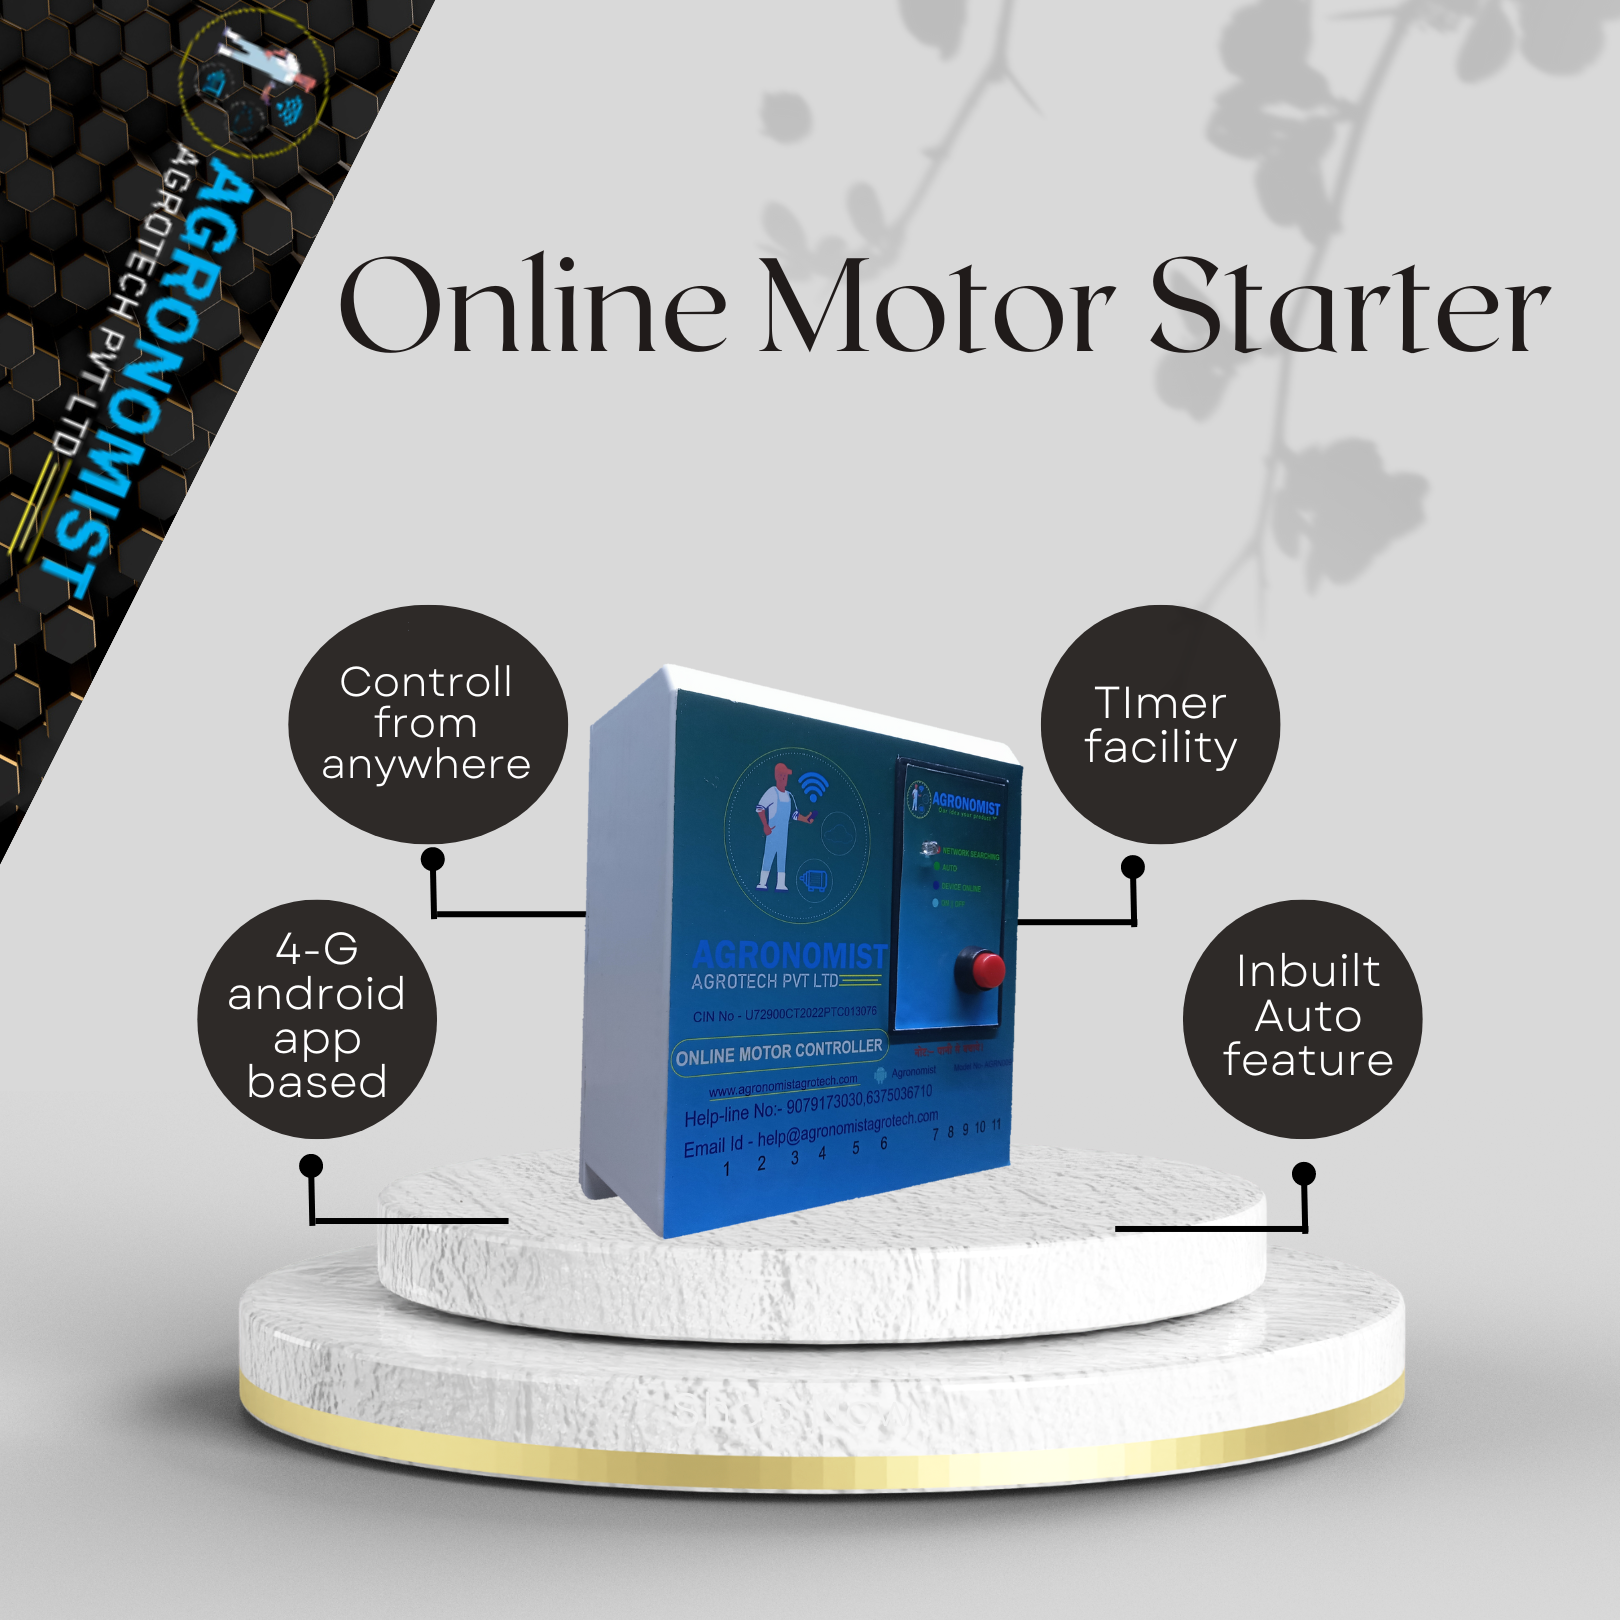 AGRONOMIST
AGROTECH PVT LTD
Online Motor Starter
Controll
from
anywhere
TImer
facility
4-G
android
app
based
Inbuilt
Auto
feature
AGRONOMIST
AGROTECH PVT LTD
CIN No - U72900CT2022PTC013076
ONLINE MOTOR CONTROLLER
www.agronomistagrotech.com
Agronomist
Help-line No:- 9079173030,6375036710
Email Id - help@agronomistagrotech.com
1 2 3 4 5 6 7 8 9 10 11
AGRONOMIST
NETWORK SEARCHING
AUTO
DEVICE ONLINE